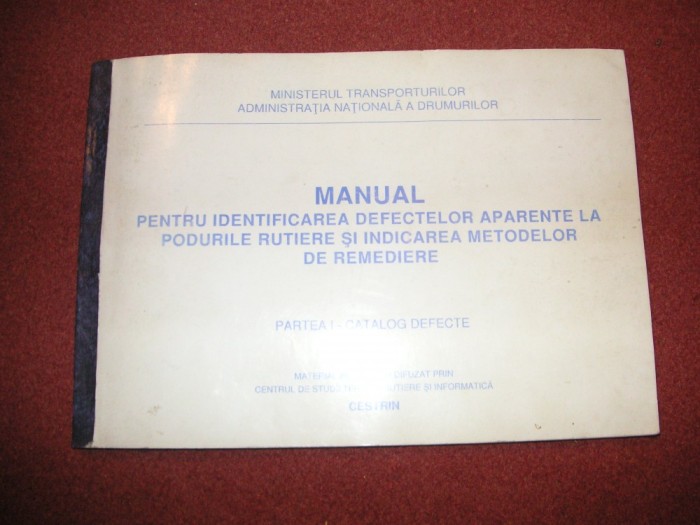 MINISTERUL TRANSPORTURILOR
ADMINISTRAȚIA NAȚIONALĂ A DRUMURILOR
MANUAL
PENTRU IDENTIFICAREA DEFECTELOR APARENTE LA
PODURILE RUTIERE ȘI INDICAREA METODELOR
DE REMEDIERE
PARTEA I - CATALOG DEFECTE
DIFUZAT PRIN
CENTRUL DE RUTIERE ȘI INFORMATICĂ
CESTRIN